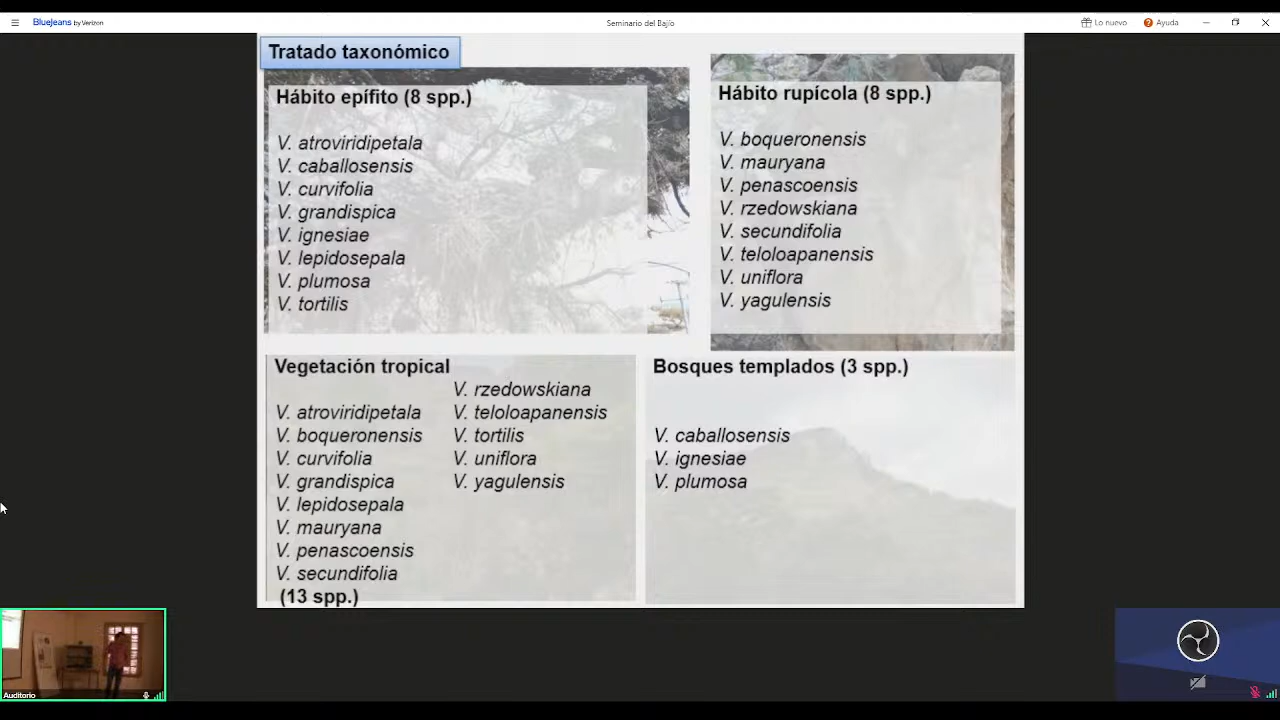 BlueJeans by Verizon
Seminario del Bajío
Lo nuevo
Ayuda
Tratado taxonómico
Hábito epífito (8 spp.)
V. atroviridipetala
V. caballosensis
V. curvifolia
V. grandispica
V. ignesiae
V. lepidosepala
V. plumosa
V. tortilis
Hábito rupícola (8 spp.)
V. boqueronensis
V. mauryana
V. penascoensis
V. rzedowskiana
V. secundifolia
V. teloloapanensis
V. uniflora
V. yagulensis
Vegetación tropical
V. atroviridipetala
V. boqueronensis
V. curvifolia
V. grandispica
V. lepidosepala
V. mauryana
V. penascoensis
V. secundifolia
(13 spp.)
V. rzedowskiana
V. teloloapanensis
V. tortilis
V. uniflora
V. yagulensis
Bosques templados (3 spp.)
V. caballosensis
V. ignesiae
V. plumosa
Auditorio